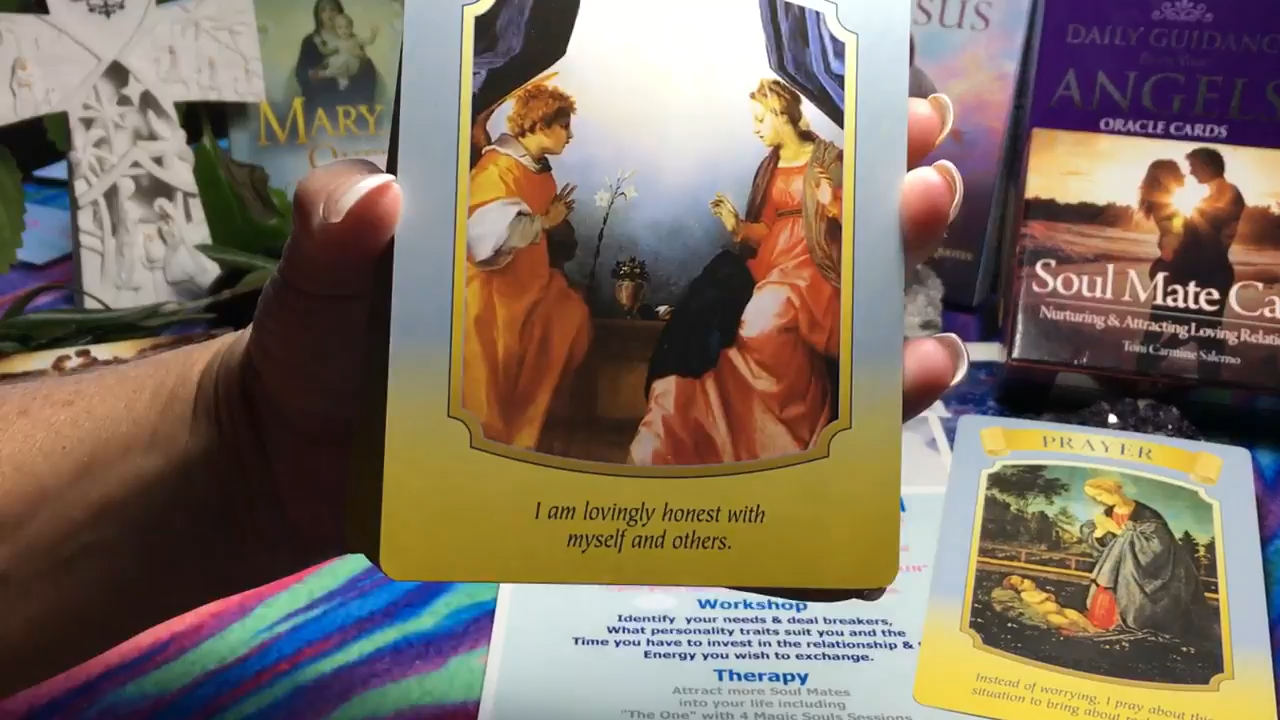 MARY
SUS
DAILY GUIDANC
ANGELS
ORACLE CARDS
Soul Mate Ca
Nurturing & Attracting Loving Relati
Toni Carmine Salerno
I am lovingly honest with
myself and others.
PRAYER
Instead of worrying, I pray about this
situation to bring about
Workshop
Identify your needs & deal breakers,
What personality traits suit you and the
Time you have to invest in the relationship &
Energy you wish to exchange.
Therapy
Attract more Soul Mates
into your life including
"The One" with 4 Magic Souls Sessions